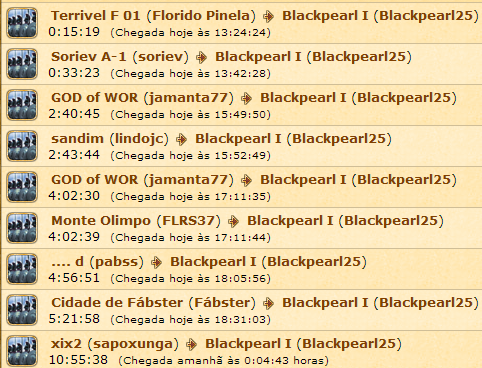 Terrivel F 01 (Florido Pinela) Blackpearl I (Blackpearl25)
0:15:19 (Chegada hoje às 13:24:24)
Soriev A-1 (soriev) Blackpearl I (Blackpearl25)
0:33:23 (Chegada hoje às 13:42:28)
GOD of WOR (jamanta77) Blackpearl I (Blackpearl25)
2:40:45 (Chegada hoje às 15:49:50)
sandim (lindojc) Blackpearl I (Blackpearl25)
2:43:44 (Chegada hoje às 15:52:49)
GOD of WOR (jamanta77) Blackpearl I (Blackpearl25)
4:02:30 (Chegada hoje às 17:11:35)
Monte Olimpo (FLRS37) Blackpearl I (Blackpearl25)
4:02:39 (Chegada hoje às 17:11:44)
.... d (pabss) Blackpearl I (Blackpearl25)
4:56:51 (Chegada hoje às 18:05:56)
Cidade de Fábster (Fábster) Blackpearl I (Blackpearl25)
5:21:58 (Chegada hoje às 18:31:03)
xix2 (sapoxunga) Blackpearl I (Blackpearl25)
10:55:38 (Chegada amanhã às 0:04:43 horas)